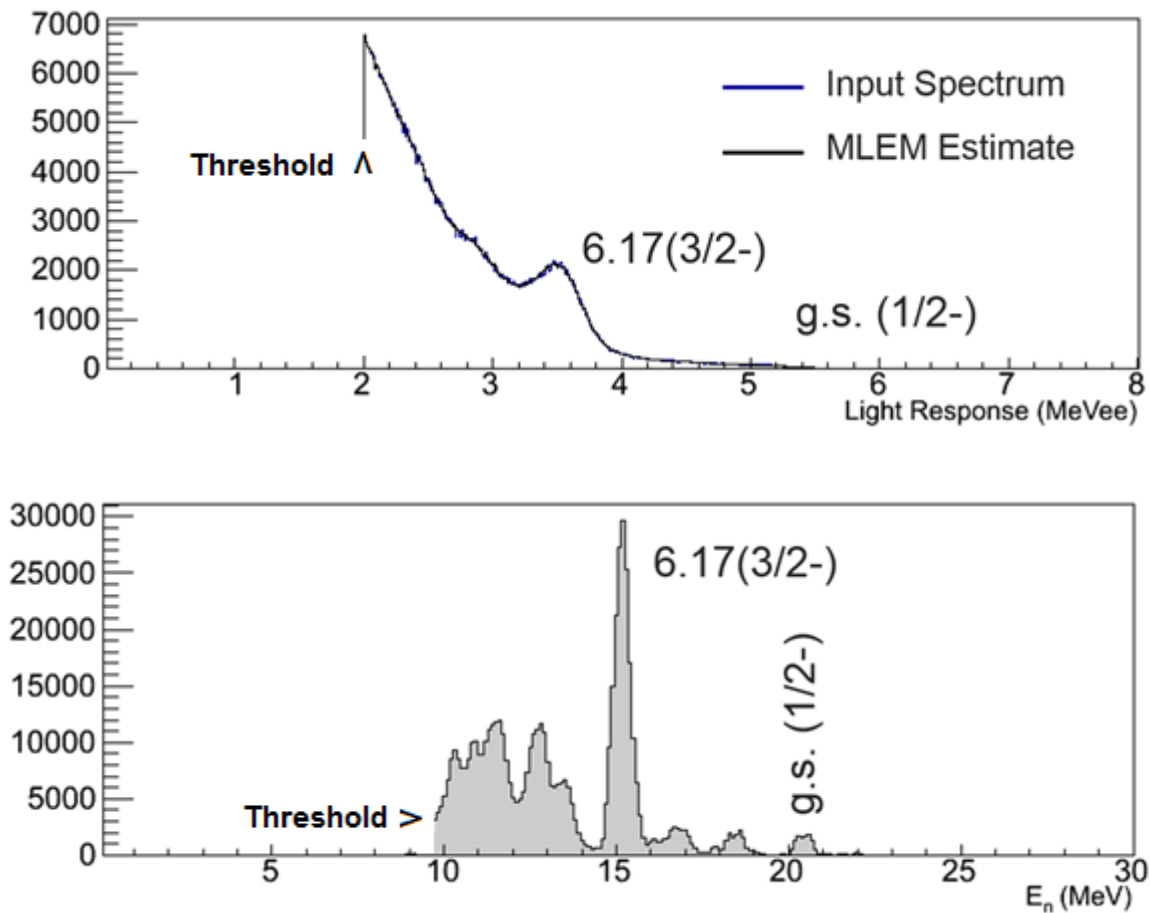 7000
6000
5000
4000
3000
2000
1000
0
Input Spectrum
MLEM Estimate
Threshold ^
6.17(3/2-)
g.s. (1/2-)
1 2 3 4 5 6 7 8
Light Response (MeVee)
30000
25000
20000
15000
10000
5000
0
6.17(3/2-)
g.s. (1/2-)
Threshold >
5 10 15 20 25 30
E_n (MeV)